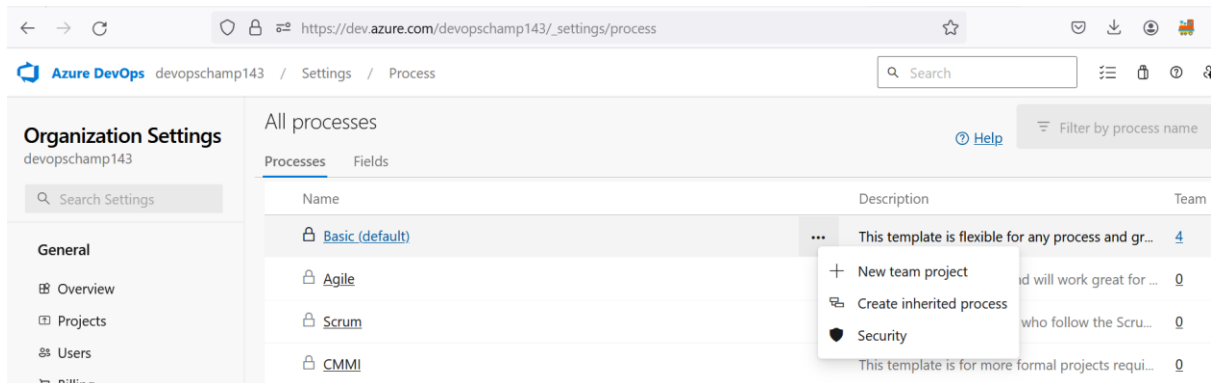 https://dev.azure.com/devopschamp143/_settings/process
Azure DevOps devopschamp143 / Settings / Process
Search
Organization Settings
devopschamp143
Search Settings
General
Overview
Projects
Users
All processes
Help
Filter by process name
Processes Fields
Name Description Team
Basic (default) ... This template is flexible for any process and gr... 4
Agile nd will work great for ... 0
Scrum who follow the Scru... 0
CMMI This template is for more formal projects requi... 0
New team project
Create inherited process
Security